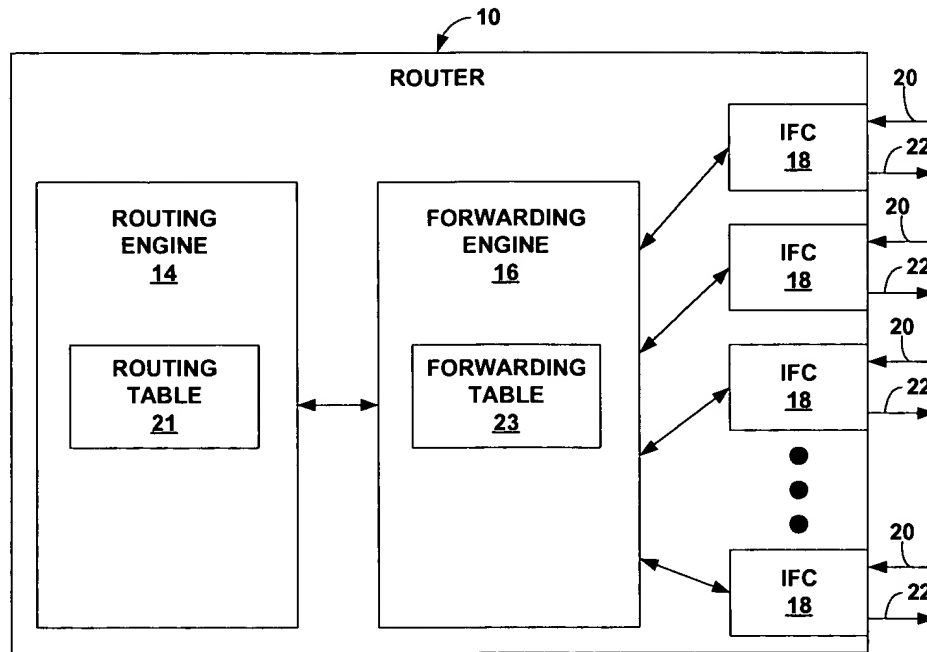 10
ROUTER
ROUTING
ENGINE
14
ROUTING
TABLE
21
FORWARDING
ENGINE
16
FORWARDING
TABLE
23
IFC
18
20
22
IFC
18
20
22
IFC
18
20
22
IFC
18
20
22